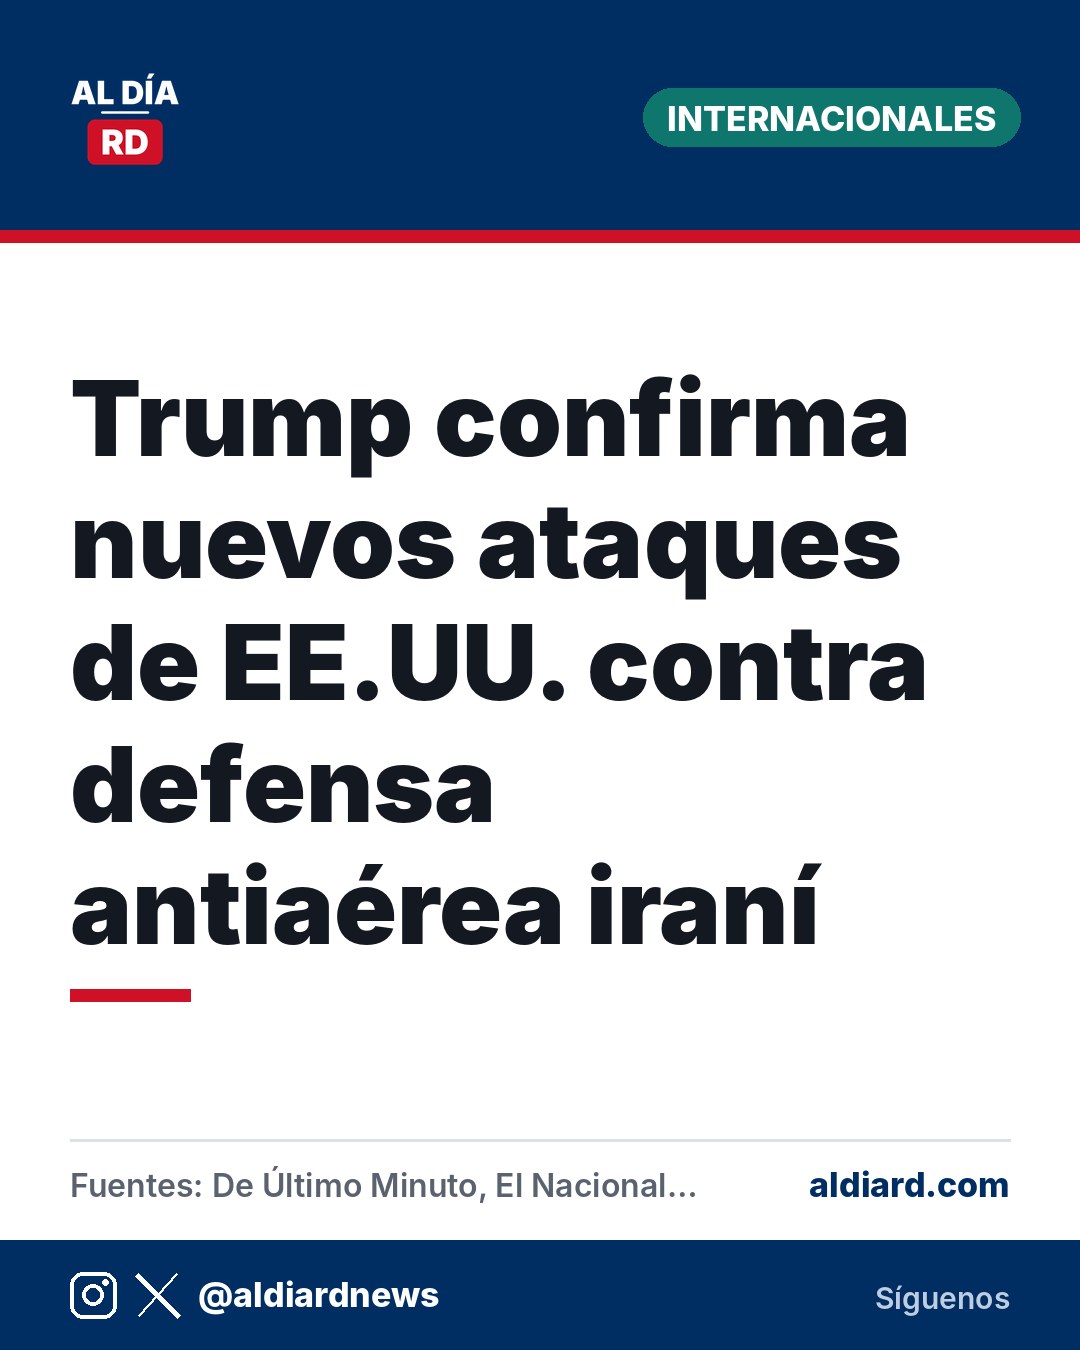 AL DÍA
RD
INTERNACIONALES
Trump confirma
nuevos ataques
de EE.UU. contra
defensa
antiaérea iraní
Fuentes: De Último Minuto, El Nacional...
aldiard.com
@aldiardnews
Síguenos